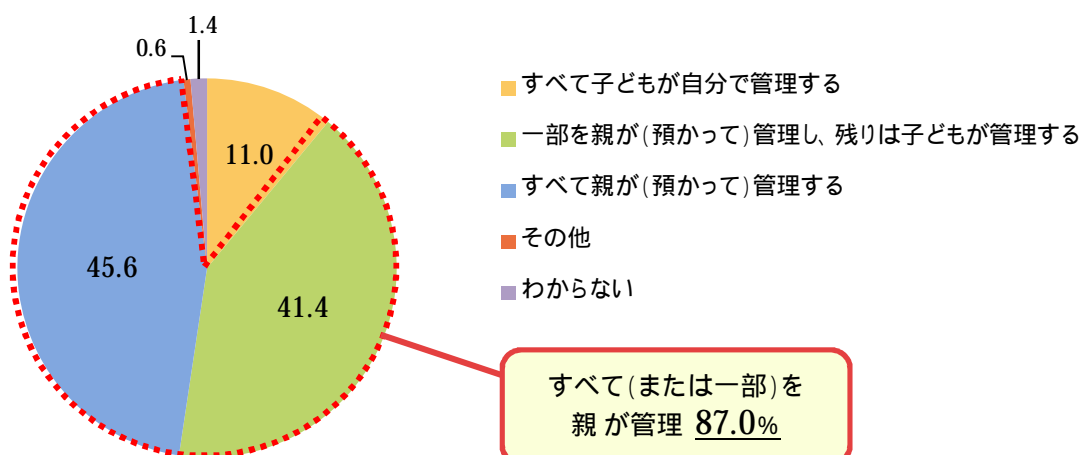 1.4
0.6
11.0
45.6
41.4
すべて子どもが自分で管理する
一部を親が(預かって)管理し、残りは子どもが管理する
すべて親が(預かって)管理する
その他
わからない
すべて(または一部)を
親 が管理 87.0%